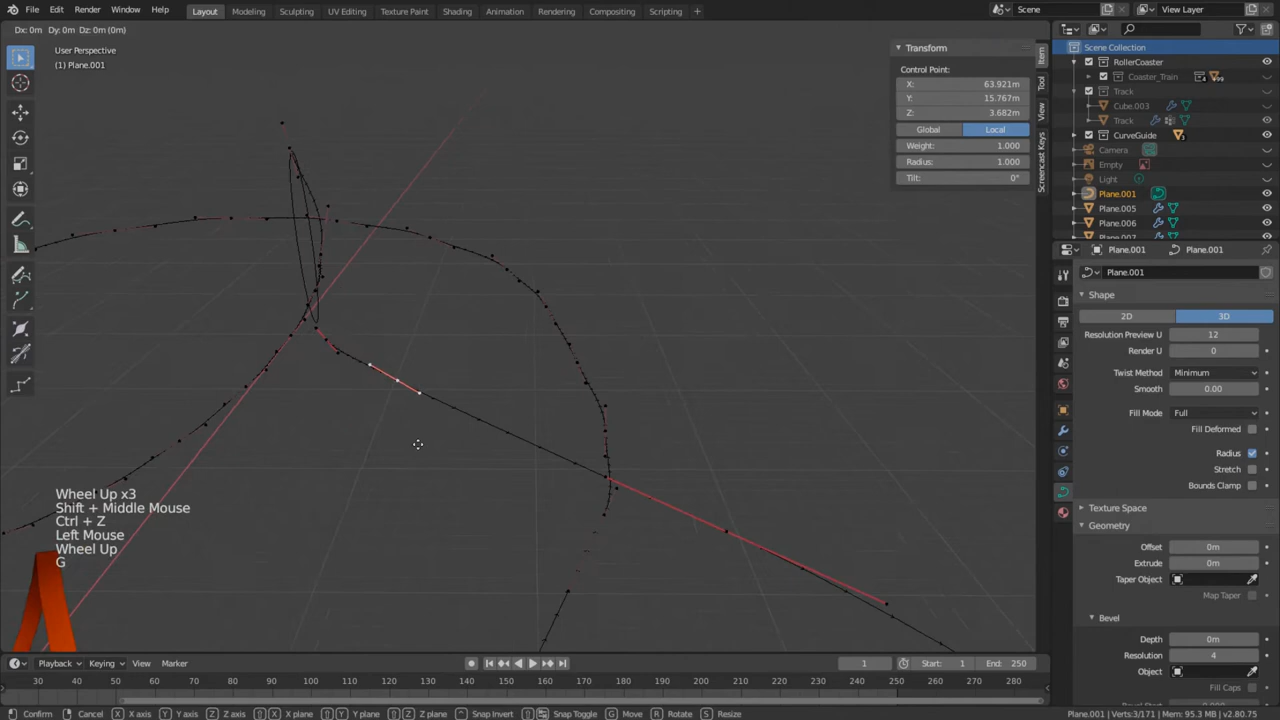 File Edit Render Window Help Layout Modeling Sculpting UV Editing Texture Paint Shading Animation Rendering Compositing Scripting + Scene View Layer
Dx: 0m Dy: 0m Dz: 0m (0m)
User Perspective
(1) Plane.001
Transform
Control Point:
X: 63.921m
Y: 15.767m
Z: 3.682m
Global Local
Weight: 1.000
Radius: 1.000
Tilt: 0°
Item
Tool
View
Screencast Keys
Scene Collection
RollerCoaster
Coaster_Train
Track
Cube.003
Track
CurveGuide
Camera
Empty
Light
Plane.001
Plane.005
Plane.006
Plane.001 Plane.001
Plane.001
Shape
2D 3D
Resolution Preview U 12
Render U 0
Twist Method Minimum
Smooth 0.00
Fill Mode Full
Fill Deformed
Radius
Stretch
Bounds Clamp
Texture Space
Geometry
Offset 0m
Extrude 0m
Taper Object
Map Taper
Bevel
Depth 0m
Resolution 4
Object
Fill Caps
Wheel Up x3
Shift + Middle Mouse
Ctrl + Z
Left Mouse
Wheel Up
G
Playback Keying View Marker 1 Start: 1 End: 250
30 40 50 60 70 80 90 100 110 120 130 140 150 160 170 180 190 200 210 220 230 240 250 260 270 280
Confirm Cancel X X axis Y Y axis Z Z axis X X plane Y Y plane Z Z plane Snap Invert Snap Toggle G Move R Rotate S Resize Plane.001 | Verts:3/171 | Mem: 95.3 MB | v2.80.75